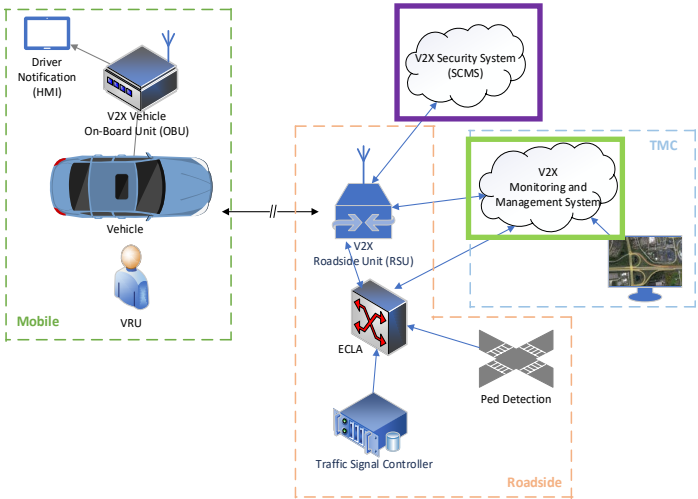 Driver
Notification
(HMI)
V2X Vehicle
On-Board Unit (OBU)
Vehicle
VRU
Mobile
V2X Security System
(SCMS)
TMC
V2X
Monitoring and
Management System
V2X
Roadside Unit (RSU)
ECLA
Ped Detection
Traffic Signal Controller
Roadside